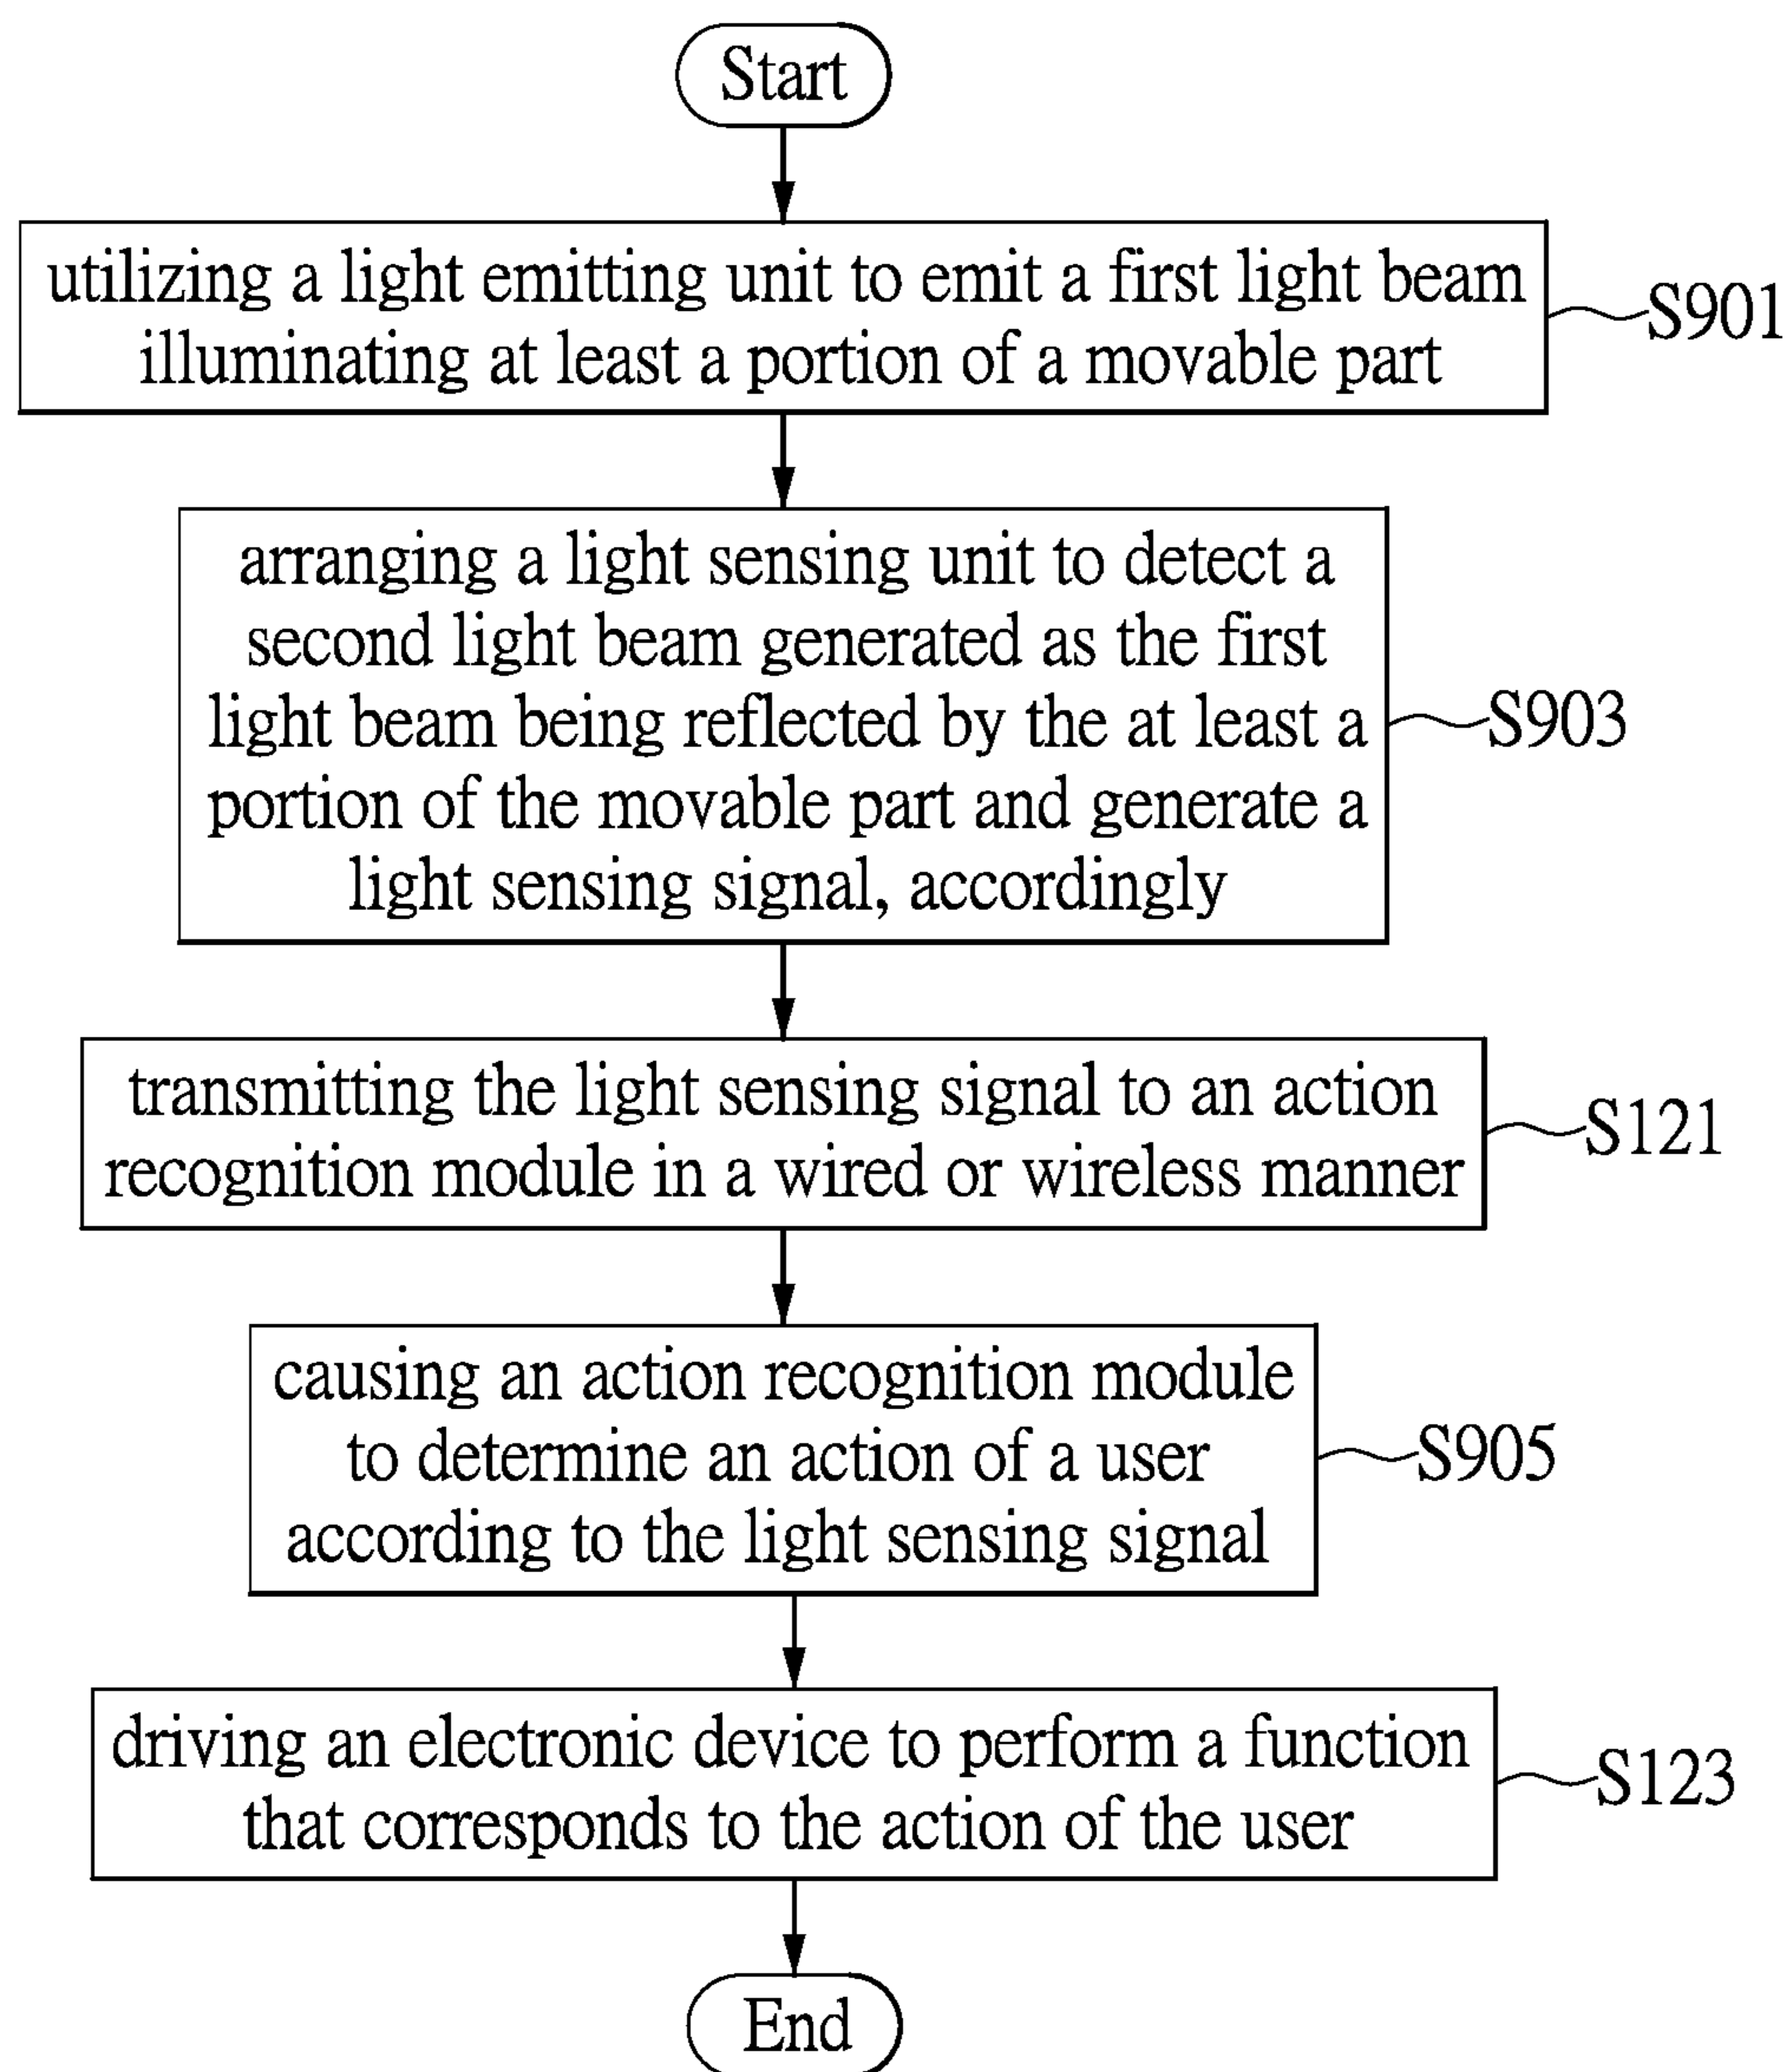 Start
utilizing a light emitting unit to emit a first light beam
illuminating at least a portion of a movable part
S901
arranging a light sensing unit to detect a
second light beam generated as the first
light beam being reflected by the at least a
portion of the movable part and generate a
light sensing signal, accordingly
S903
transmitting the light sensing signal to an action
recognition module in a wired or wireless manner
S121
causing an action recognition module
to determine an action of a user
according to the light sensing signal
S905
driving an electronic device to perform a function
that corresponds to the action of the user
S123
End